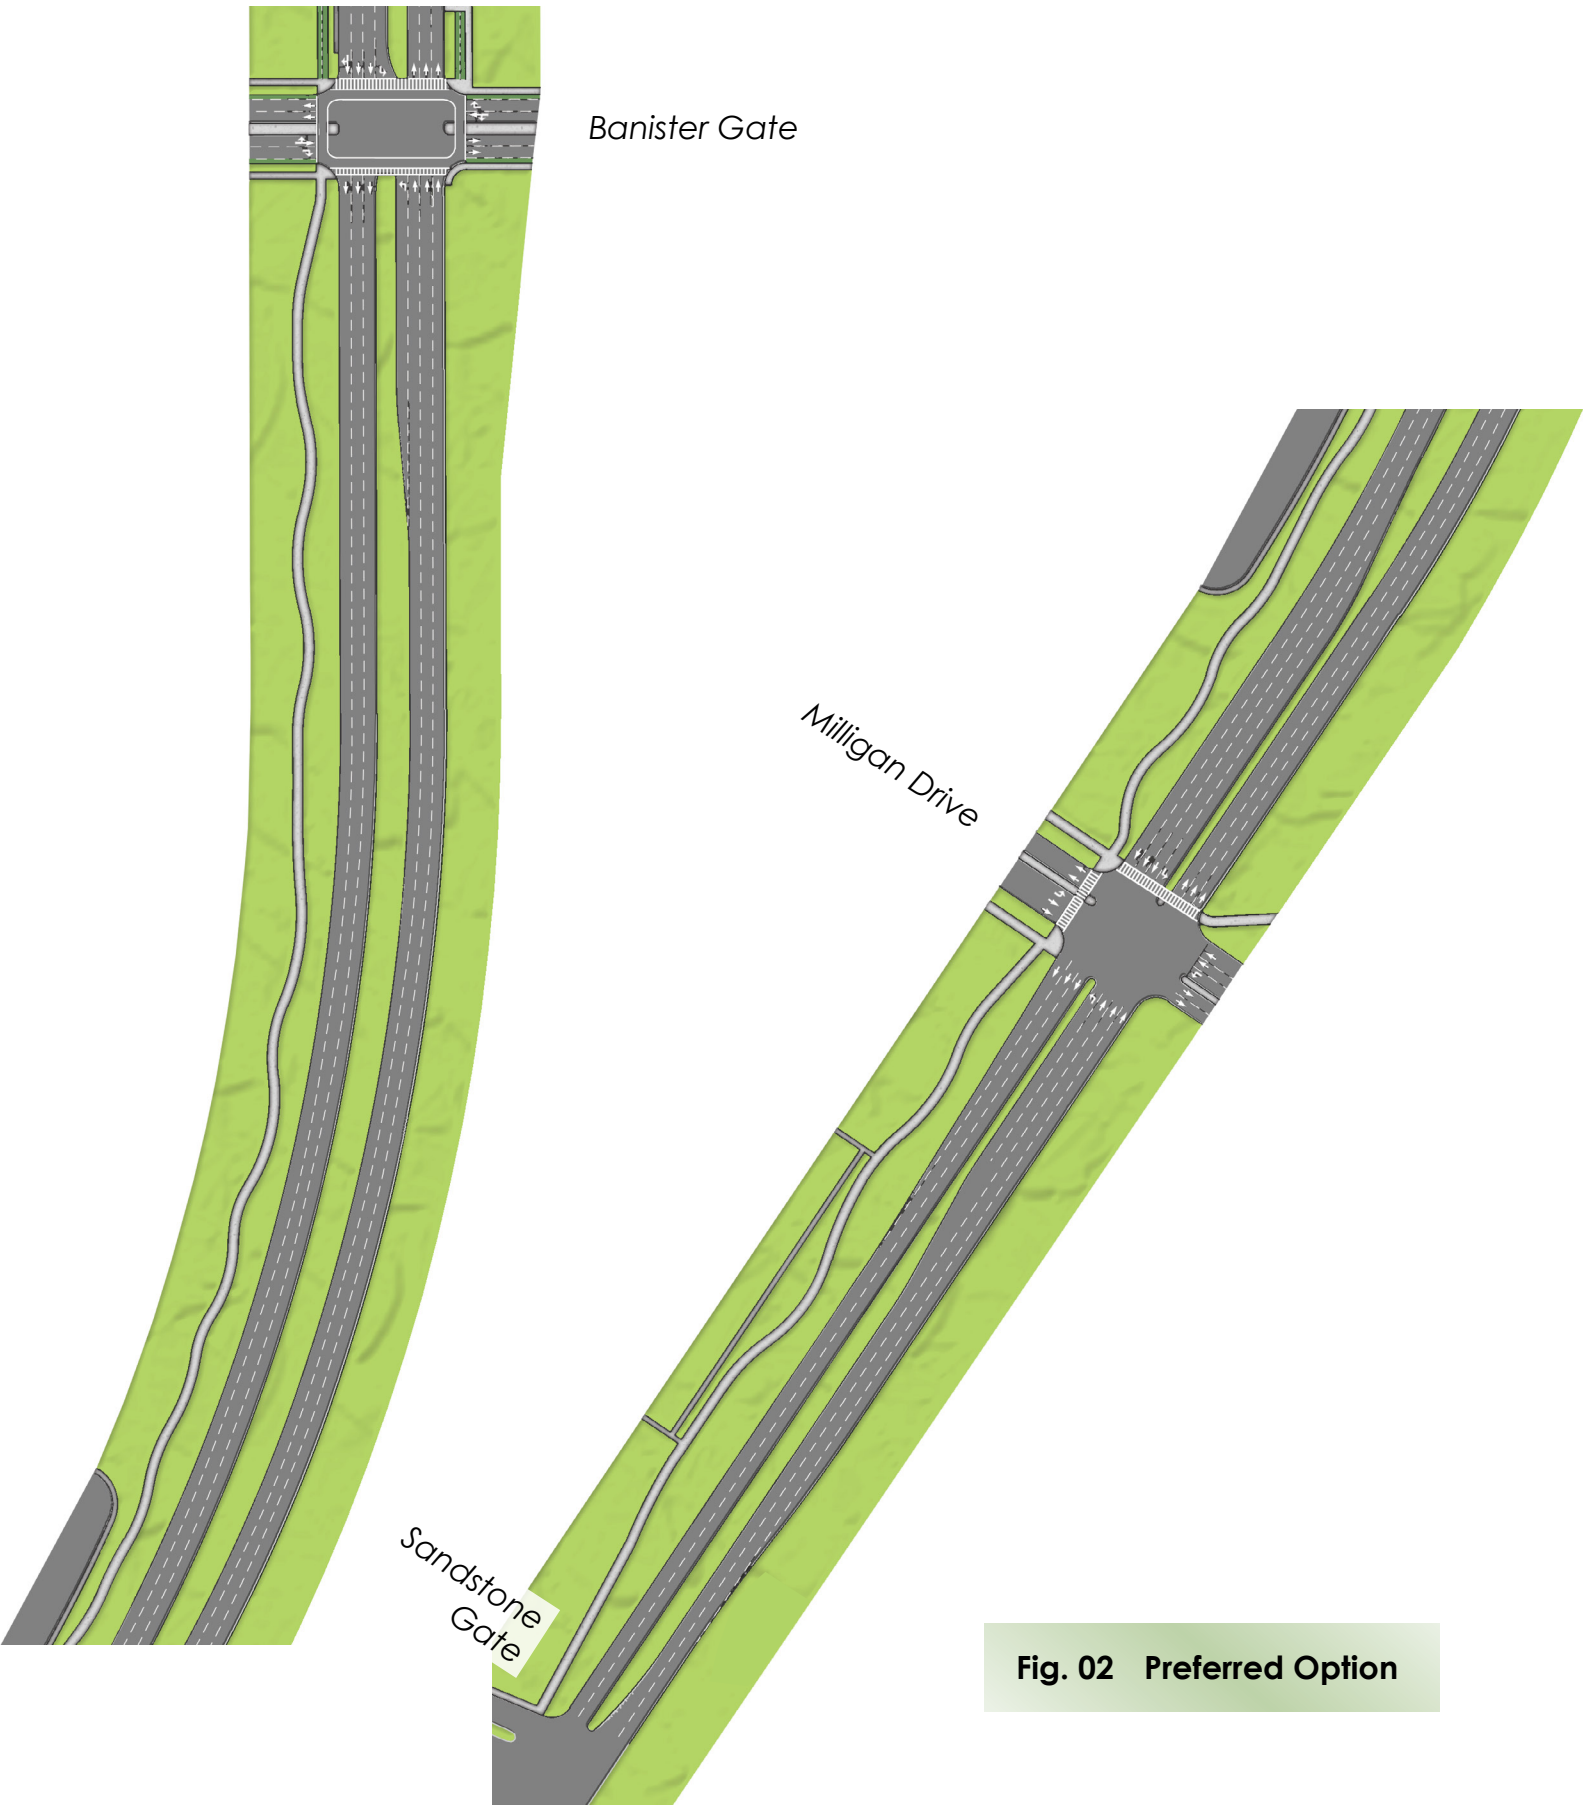 Banister Gate
Milligan Drive
Sandstone
Gate
Fig. 02 Preferred Option